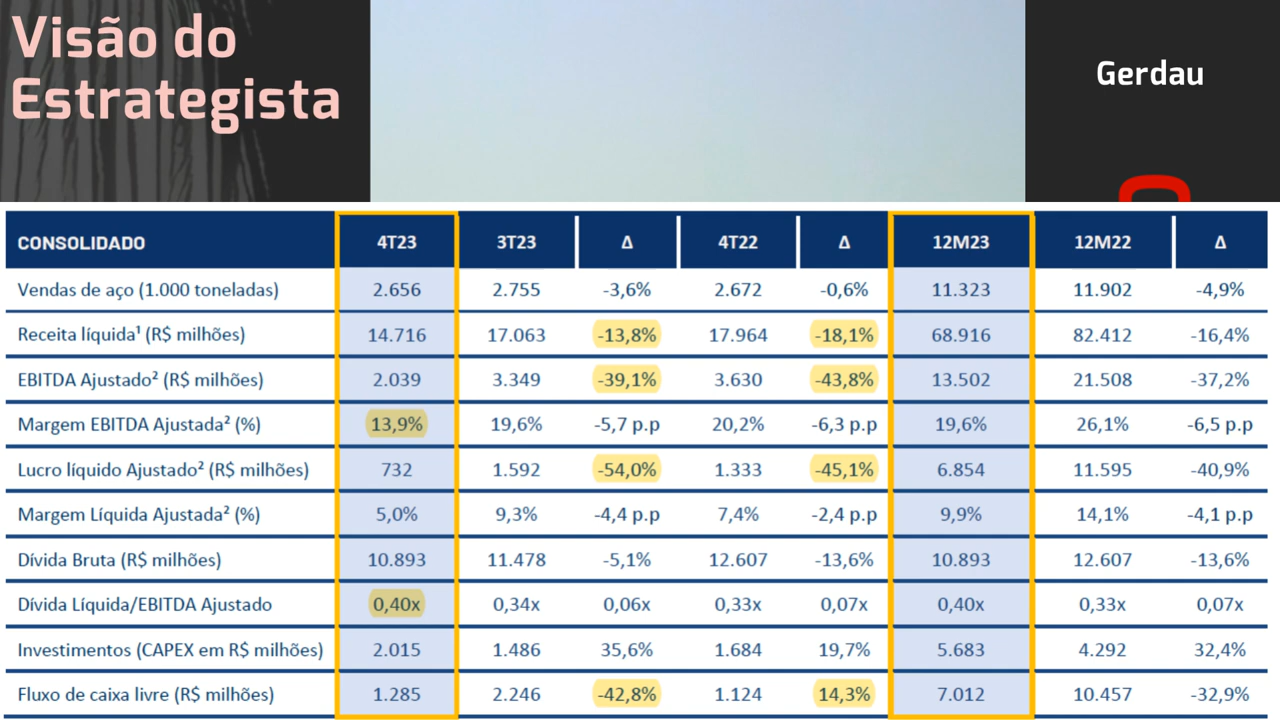 Visão do
Estrategista
Gerdau
CONSOLIDADO 4T23 3T23 Δ 4T22 Δ 12M23 12M22 Δ
Vendas de aço (1.000 toneladas) 2.656 2.755 -3,6% 2.672 -0,6% 11.323 11.902 -4,9%
Receita líquida¹ (R$ milhões) 14.716 17.063 -13,8% 17.964 -18,1% 68.916 82.412 -16,4%
EBITDA Ajustado² (R$ milhões) 2.039 3.349 -39,1% 3.630 -43,8% 13.502 21.508 -37,2%
Margem EBITDA Ajustada² (%) 13,9% 19,6% -5,7 p.p 20,2% -6,3 p.p 19,6% 26,1% -6,5 p.p
Lucro líquido Ajustado² (R$ milhões) 732 1.592 -54,0% 1.333 -45,1% 6.854 11.595 -40,9%
Margem Líquida Ajustada² (%) 5,0% 9,3% -4,4 p.p 7,4% -2,4 p.p 9,9% 14,1% -4,1 p.p
Dívida Bruta (R$ milhões) 10.893 11.478 -5,1% 12.607 -13,6% 10.893 12.607 -13,6%
Dívida Líquida/EBITDA Ajustado 0,40x 0,34x 0,06x 0,33x 0,07x 0,40x 0,33x 0,07x
Investimentos (CAPEX em R$ milhões) 2.015 1.486 35,6% 1.684 19,7% 5.683 4.292 32,4%
Fluxo de caixa livre (R$ milhões) 1.285 2.246 -42,8% 1.124 14,3% 7.012 10.457 -32,9%